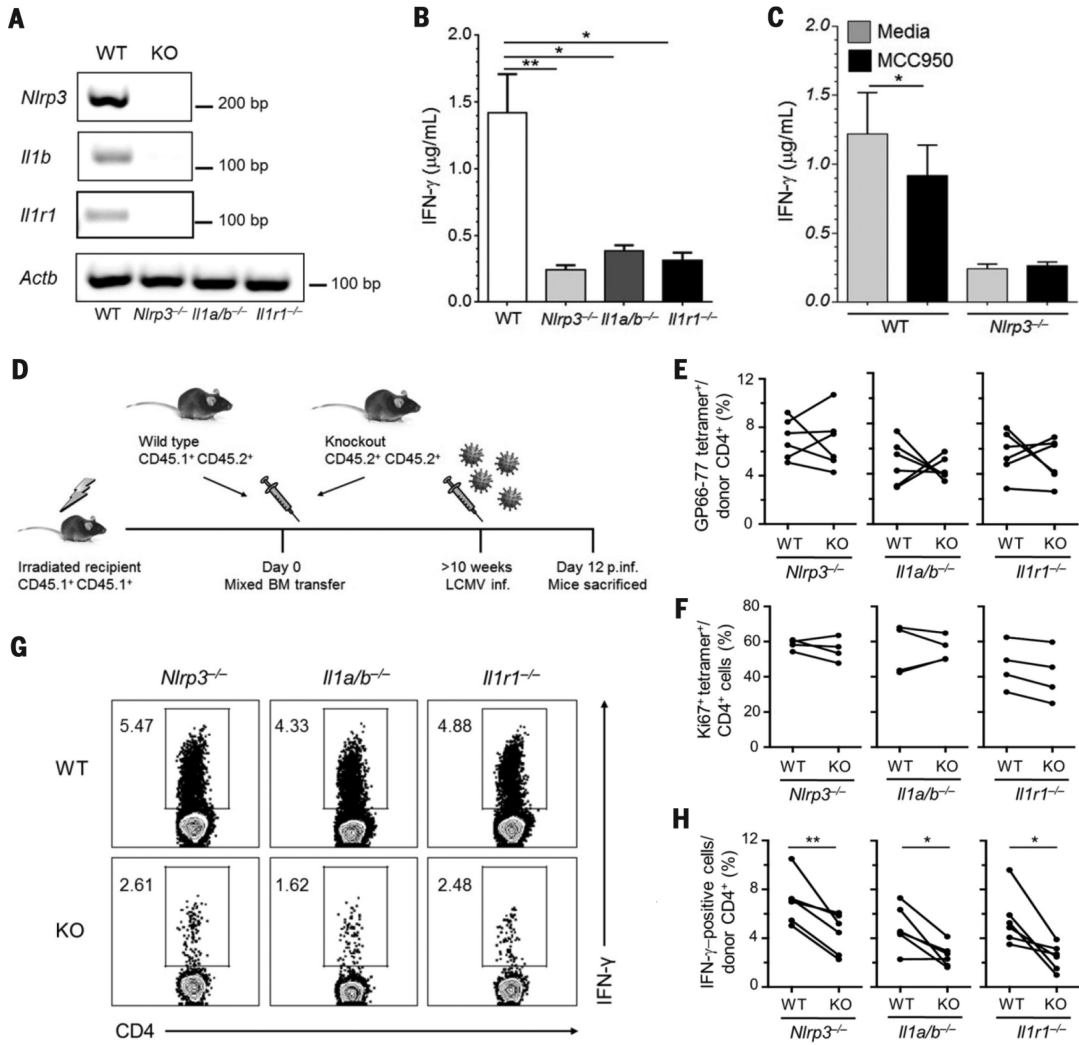 A
WT KO
Nlrp3
200 bp
Il1b
100 bp
Il1r1
100 bp
Actb
100 bp
WT Nlrp3–/– Il1a/b–/– Il1r1–/–
B
IFN-γ (μg/mL)
2.0
1.5
1.0
0.5
0.0
*
*
**
WT Nlrp3–/– Il1a/b–/– Il1r1–/–
C
IFN-γ (μg/mL)
2.0
1.5
1.0
0.5
0.0
Media
MCC950
*
WT Nlrp3–/–
D
Wild type
CD45.1+ CD45.2+
Knockout
CD45.2+ CD45.2+
Irradiated recipient
CD45.1+ CD45.1+
Day 0
Mixed BM transfer
>10 weeks
LCMV inf.
Day 12 p.inf.
Mice sacrificed
E
GP66-77 tetramer+/
donor CD4+ (%)
12
8
4
0
WT KO WT KO WT KO
Nlrp3–/– Il1a/b–/– Il1r1–/–
F
Ki67+ tetramer+/
CD4+ cells (%)
80
60
40
20
0
WT KO WT KO WT KO
Nlrp3–/– Il1a/b–/– Il1r1–/–
G
Nlrp3–/– Il1a/b–/– Il1r1–/–
WT
5.47 4.33 4.88
KO
2.61 1.62 2.48
IFN-γ
CD4
H
IFN-γ–positive cells/
donor CD4+ (%)
12
8
4
0
** * *
WT KO WT KO WT KO
Nlrp3–/– Il1a/b–/– Il1r1–/–